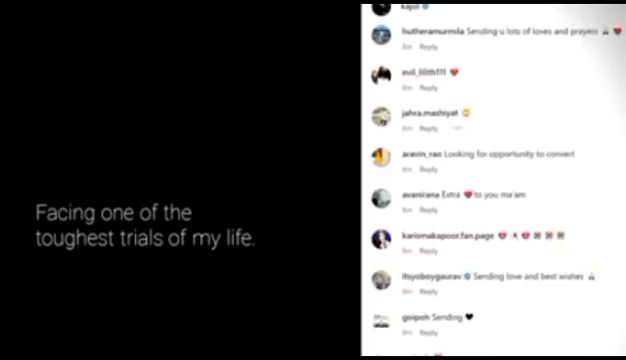 Facing one of the
toughest trials of my life.
kajol
hutheramurmila Sending u lots of loves and prayers
8m Reply
evil_lilith111
8m Reply
jahra.mashiyat
8m Reply
aravin_rao Looking for opportunity to convert
8m Reply
avanirana Extra to you ma'am
8m Reply
karismakapoor.fan.page
8m Reply
itsyoboygaurav Sending love and best wishes
8m Reply
Sending
8m Reply